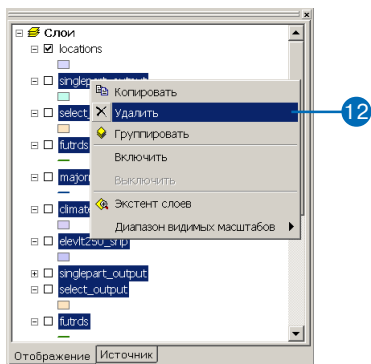 Слои
locations
singlepart_output
Копировать
select_
Удалить
12
Группировать
futrds
Включить
major
Выключить
climate
Экстент слоев
Диапазон видимых масштабов
elevlt250_shp
singlepart_output
select_output
futrds
Отображение Источник